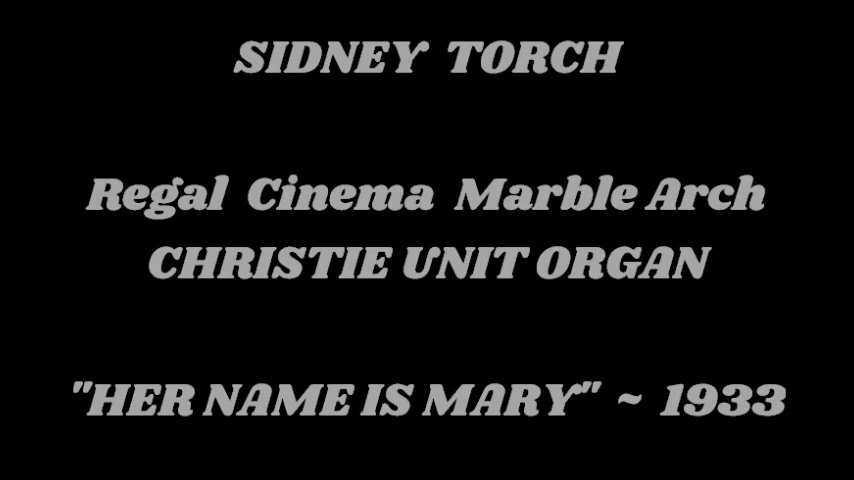 SIDNEY TORCH
Regal Cinema Marble Arch
CHRISTIE UNIT ORGAN
"HER NAME IS MARY" ~ 1933